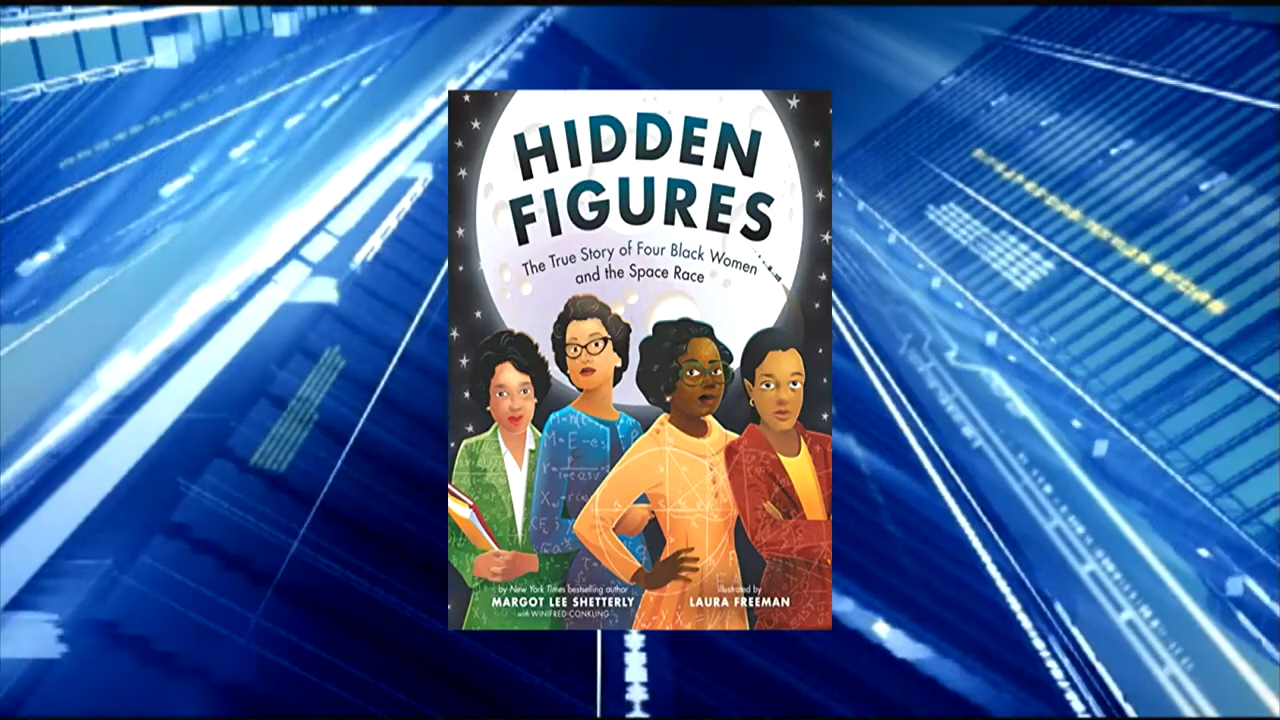 HIDDEN
FIGURES
The True Story of Four Black Women
and the Space Race
by New York Times bestselling author
MARGOT LEE SHETTERLY
with WINIFRED CONKLING
illustrated by
LAURA FREEMAN